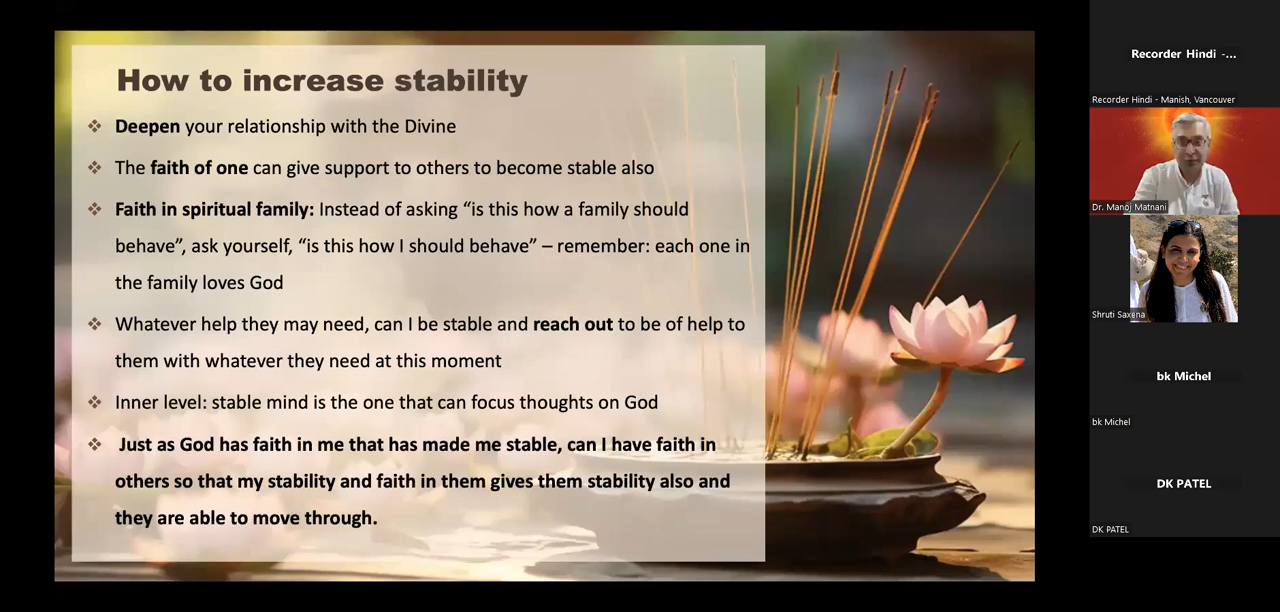 How to increase stability
❖ Deepen your relationship with the Divine
❖ The faith of one can give support to others to become stable also
❖ Faith in spiritual family: Instead of asking “is this how a family should
behave”, ask yourself, “is this how I should behave” – remember: each one in
the family loves God
❖ Whatever help they may need, can I be stable and reach out to be of help to
them with whatever they need at this moment
❖ Inner level: stable mind is the one that can focus thoughts on God
❖ Just as God has faith in me that has made me stable, can I have faith in
others so that my stability and faith in them gives them stability also and
they are able to move through.
Recorder Hindi -...
Recorder Hindi - Manish, Vancouver
Dr. Manoj Matnani
Shruti Saxena
bk Michel
bk Michel
DK PATEL
DK PATEL